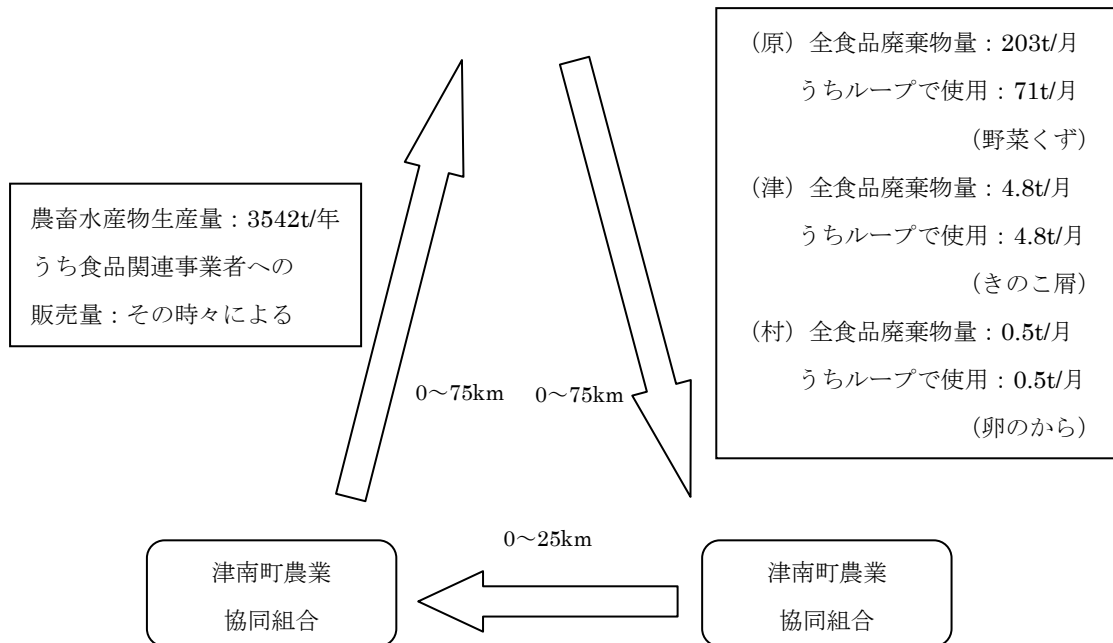 (原) 全食品廃棄物量：203t/月
うちループで使用：71t/月
(野菜くず)
(津) 全食品廃棄物量：4.8t/月
うちループで使用：4.8t/月
(きのこ屑)
(村) 全食品廃棄物量：0.5t/月
うちループで使用：0.5t/月
(卵のから)
農畜水産物生産量：3542t/年
うち食品関連事業者への
販売量：その時々による
0～75km
0～75km
0～25km
津南町農業
協同組合
津南町農業
協同組合